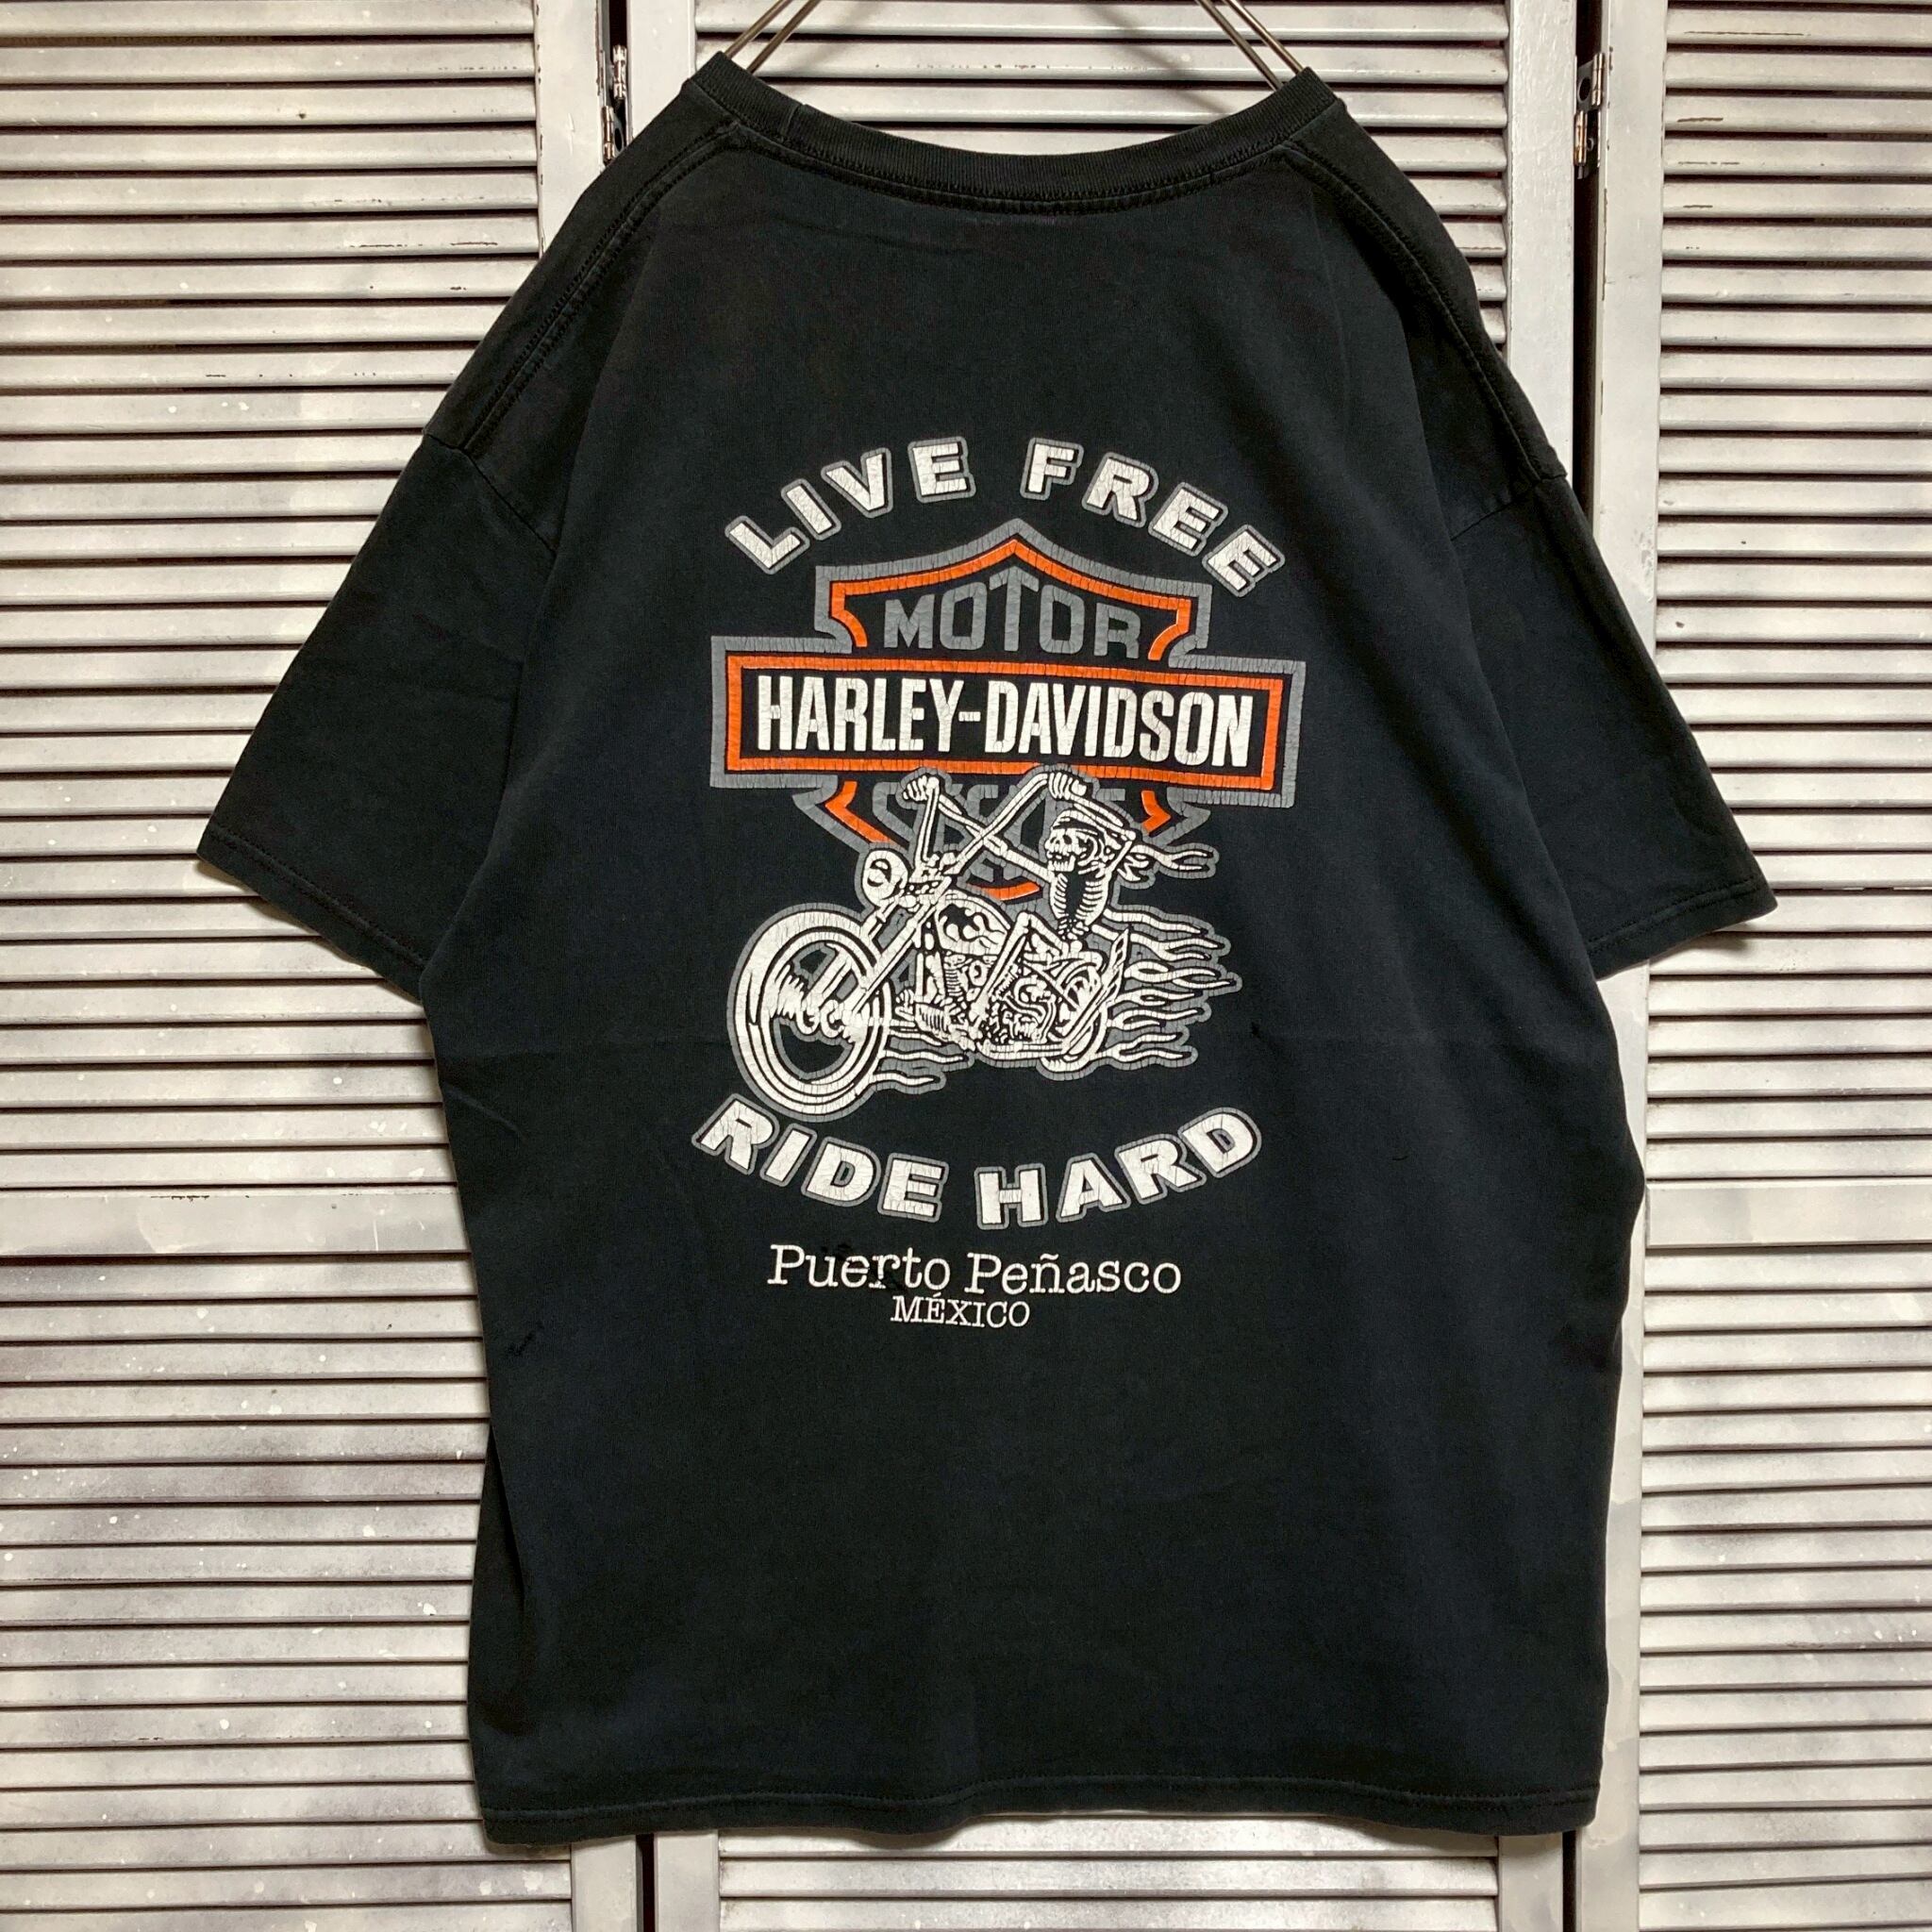 LIVE FREE
MOTOR
HARLEY-DAVIDSON
RIDE HARD
Puerto Peñasco
MÉXICO